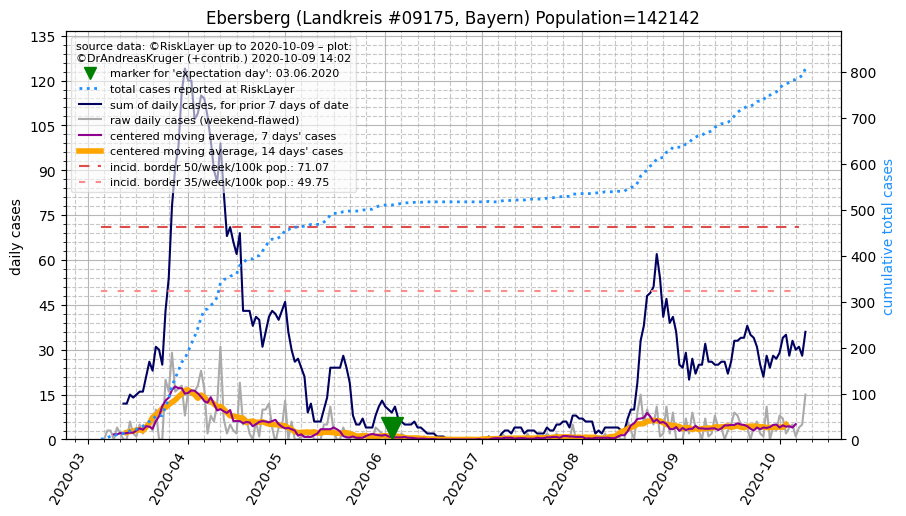 Ebersberg (Landkreis #09175, Bayern) Population=142142
source data: ©RiskLayer up to 2020-10-09 – plot:
©DrAndreasKruger (+contrib.) 2020-10-09 14:02
marker for 'expectation day': 03.06.2020
total cases reported at RiskLayer
sum of daily cases, for prior 7 days of date
raw daily cases (weekend-flawed)
centered moving average, 7 days' cases
centered moving average, 14 days' cases
incid. border 50/week/100k pop.: 71.07
incid. border 35/week/100k pop.: 49.75
daily cases
135
120
105
90
75
60
45
30
15
0
cumulative total cases
800
700
600
500
400
300
200
100
0
2020-03
2020-04
2020-05
2020-06
2020-07
2020-08
2020-09
2020-10